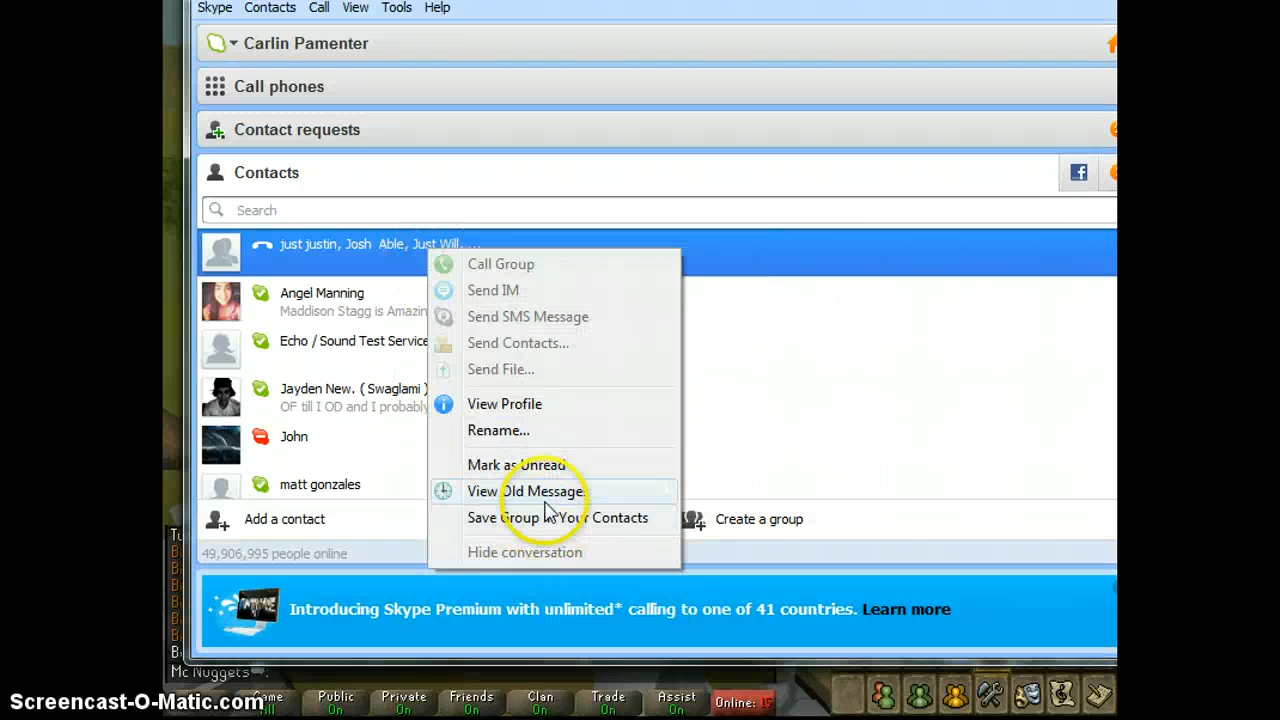 Skype Contacts Call View Tools Help
Carlin Pamenter
Call phones
Contact requests
Contacts
Search
just justin, Josh Able, Just Will, ...
Call Group
Send IM
Send SMS Message
Send Contacts...
Send File...
View Profile
Rename...
Mark as Unread
View Old Messages
Save Group to Your Contacts
Hide conversation
Angel Manning
Maddison Stagg is Amazin
Echo / Sound Test Service
Jayden New. ( Swaglami )
OF till I OD and I probably
John
matt gonzales
Add a contact
Create a group
49,906,995 people online
Introducing Skype Premium with unlimited* calling to one of 41 countries. Learn more
Mc Nuggets
Game Public Private Friends Clan Trade Assist
All On On On On On On
Online:
Screencast-O-Matic.com